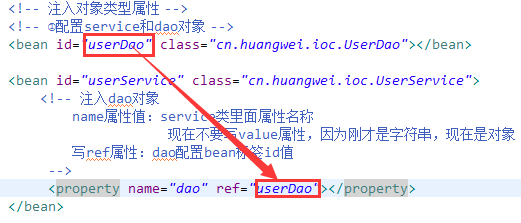 <!-- 注入对象类型属性 -->
<!-- ①配置service和dao对象 -->
<bean id="userDao" class="cn.huangwei.ioc.UserDao"></bean>
<bean id="userService" class="cn.huangwei.ioc.UserService">
<!-- 注入dao对象
name属性值：service类里面属性名称
现在不要写value属性，因为刚才是字符串，现在是对象
写ref属性：dao配置bean标签id值
-->
<property name="dao" ref="userDao"></property>
</bean>